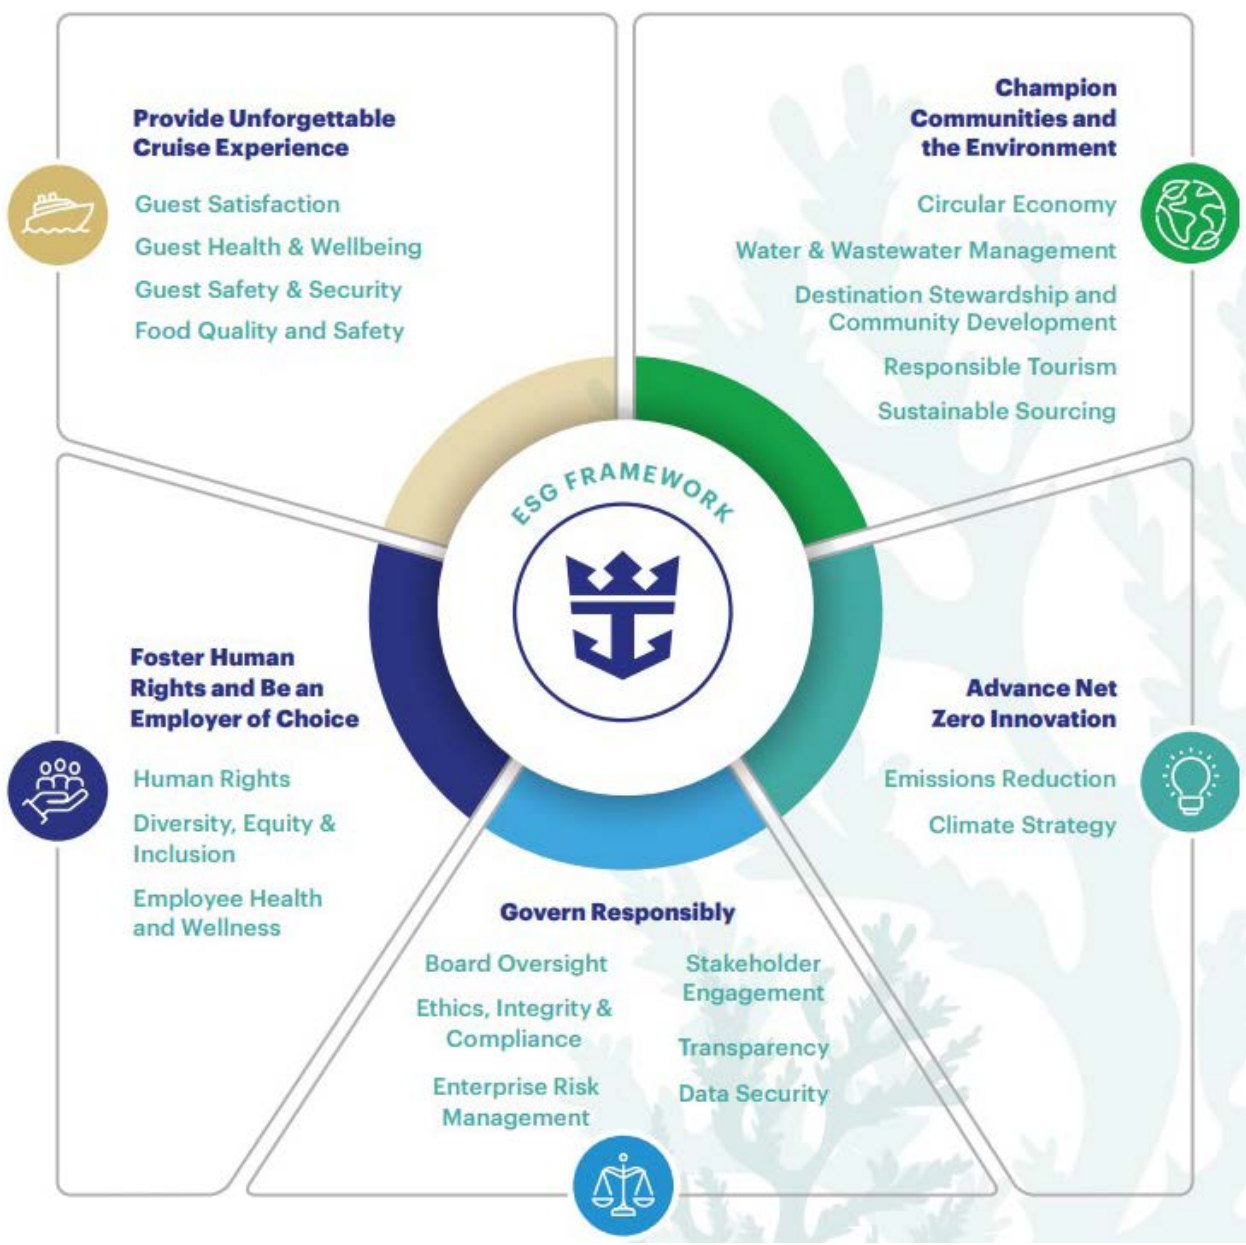 Provide Unforgettable
Cruise Experience
Guest Satisfaction
Guest Health & Wellbeing
Guest Safety & Security
Food Quality and Safety
Champion
Communities and
the Environment
Circular Economy
Water & Wastewater Management
Destination Stewardship and
Community Development
Responsible Tourism
Sustainable Sourcing
ESG FRAMEWORK
Foster Human
Rights and Be an
Employer of Choice
Human Rights
Diversity, Equity &
Inclusion
Employee Health
and Wellness
Advance Net
Zero Innovation
Emissions Reduction
Climate Strategy
Govern Responsibly
Board Oversight
Ethics, Integrity &
Compliance
Enterprise Risk
Management
Stakeholder
Engagement
Transparency
Data Security